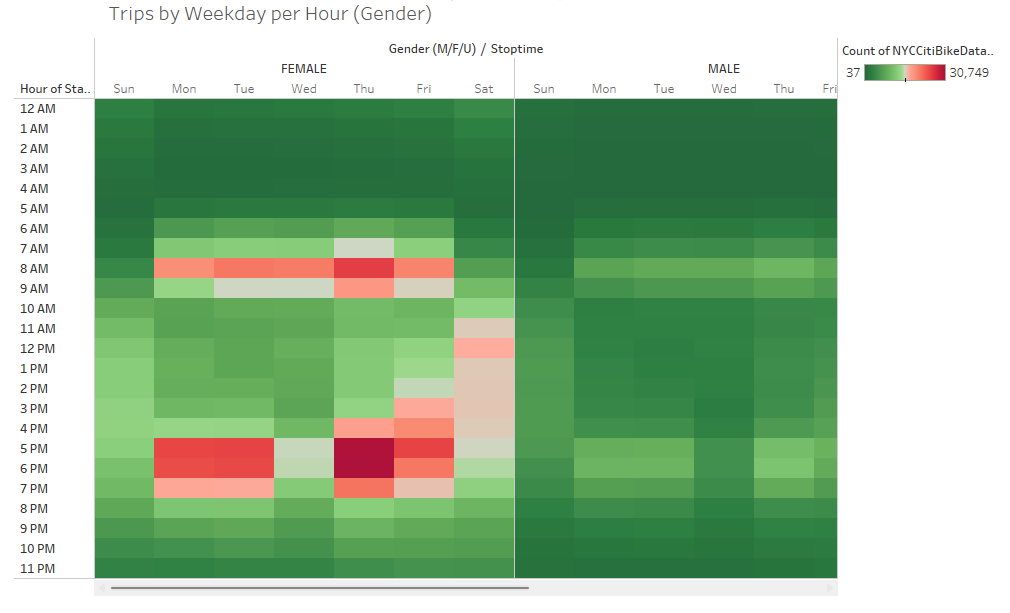 Trips by Weekday per Hour (Gender)
Gender (M/F/U) / Stoptime
FEMALE MALE
Hour of Sta.. Sun Mon Tue Wed Thu Fri Sat Sun Mon Tue Wed Thu Fri
12 AM
1 AM
2 AM
3 AM
4 AM
5 AM
6 AM
7 AM
8 AM
9 AM
10 AM
11 AM
12 PM
1 PM
2 PM
3 PM
4 PM
5 PM
6 PM
7 PM
8 PM
9 PM
10 PM
11 PM
Count of NYCCitiBikeData..
37 30,749